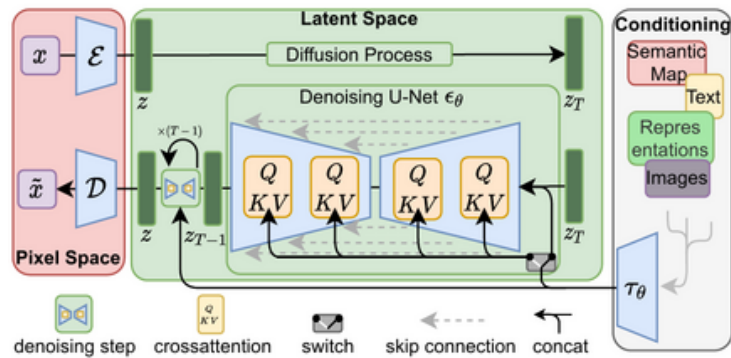 Latent Space
Conditioning
x
ℰ
Diffusion Process
Semantic
Map
z
Denoising U-Net ϵ_θ
z_T
Text
×(T−1)
Repres
entations
Q
Q
Q
Q
x̃
𝒟
K V
K V
K V
K V
Images
z
z_{T−1}
z_T
Pixel Space
τ_θ
Q
K V
denoising step
crossattention
switch
skip connection
concat